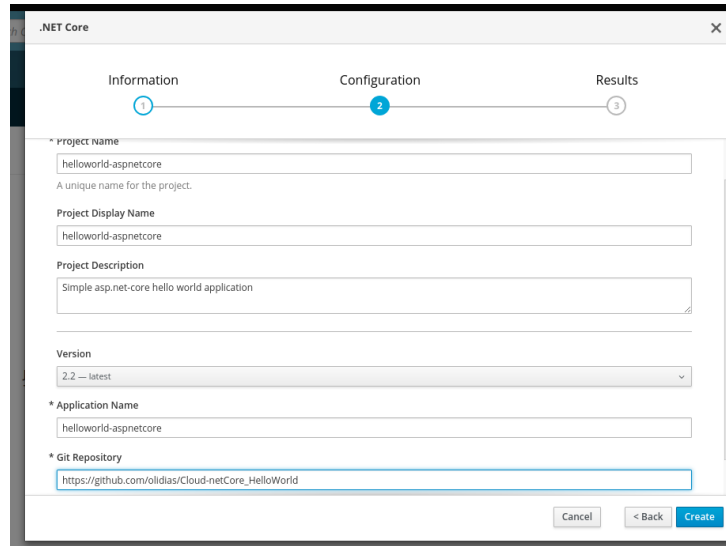 .NET Core
Information
Configuration
Results
1
2
3
* Project Name
helloworld-aspnetcore
A unique name for the project.
Project Display Name
helloworld-aspnetcore
Project Description
Simple asp.net-core hello world application
Version
2.2 — latest
* Application Name
helloworld-aspnetcore
* Git Repository
https://github.com/olidias/Cloud-netCore_HelloWorld
Cancel
< Back
Create